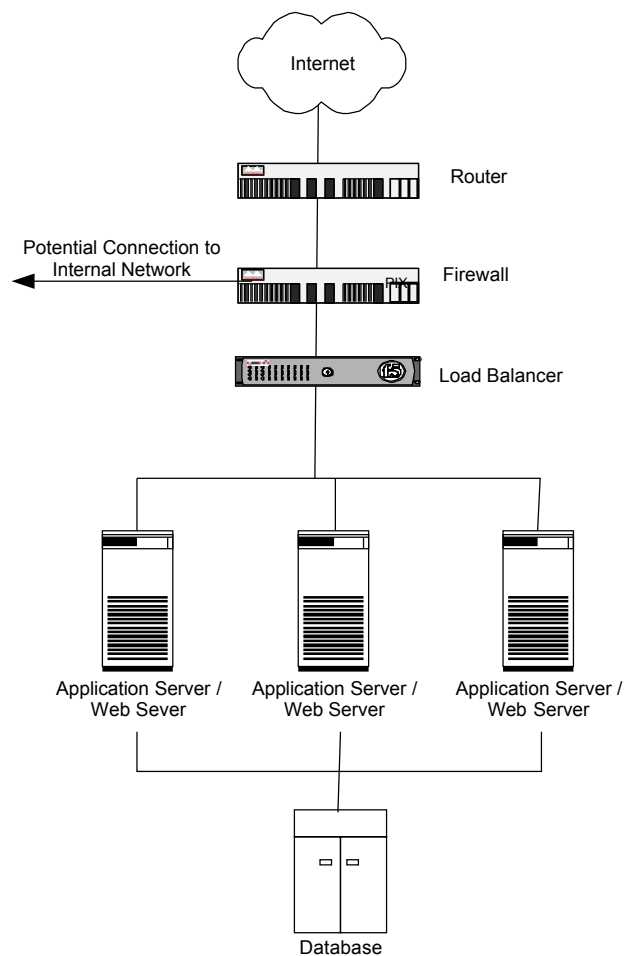 Internet
Router
Potential Connection to
Internal Network
PIX
Firewall
f5
Load Balancer
Application Server /
Web Sever
Application Server /
Web Server
Application Server /
Web Server
Database